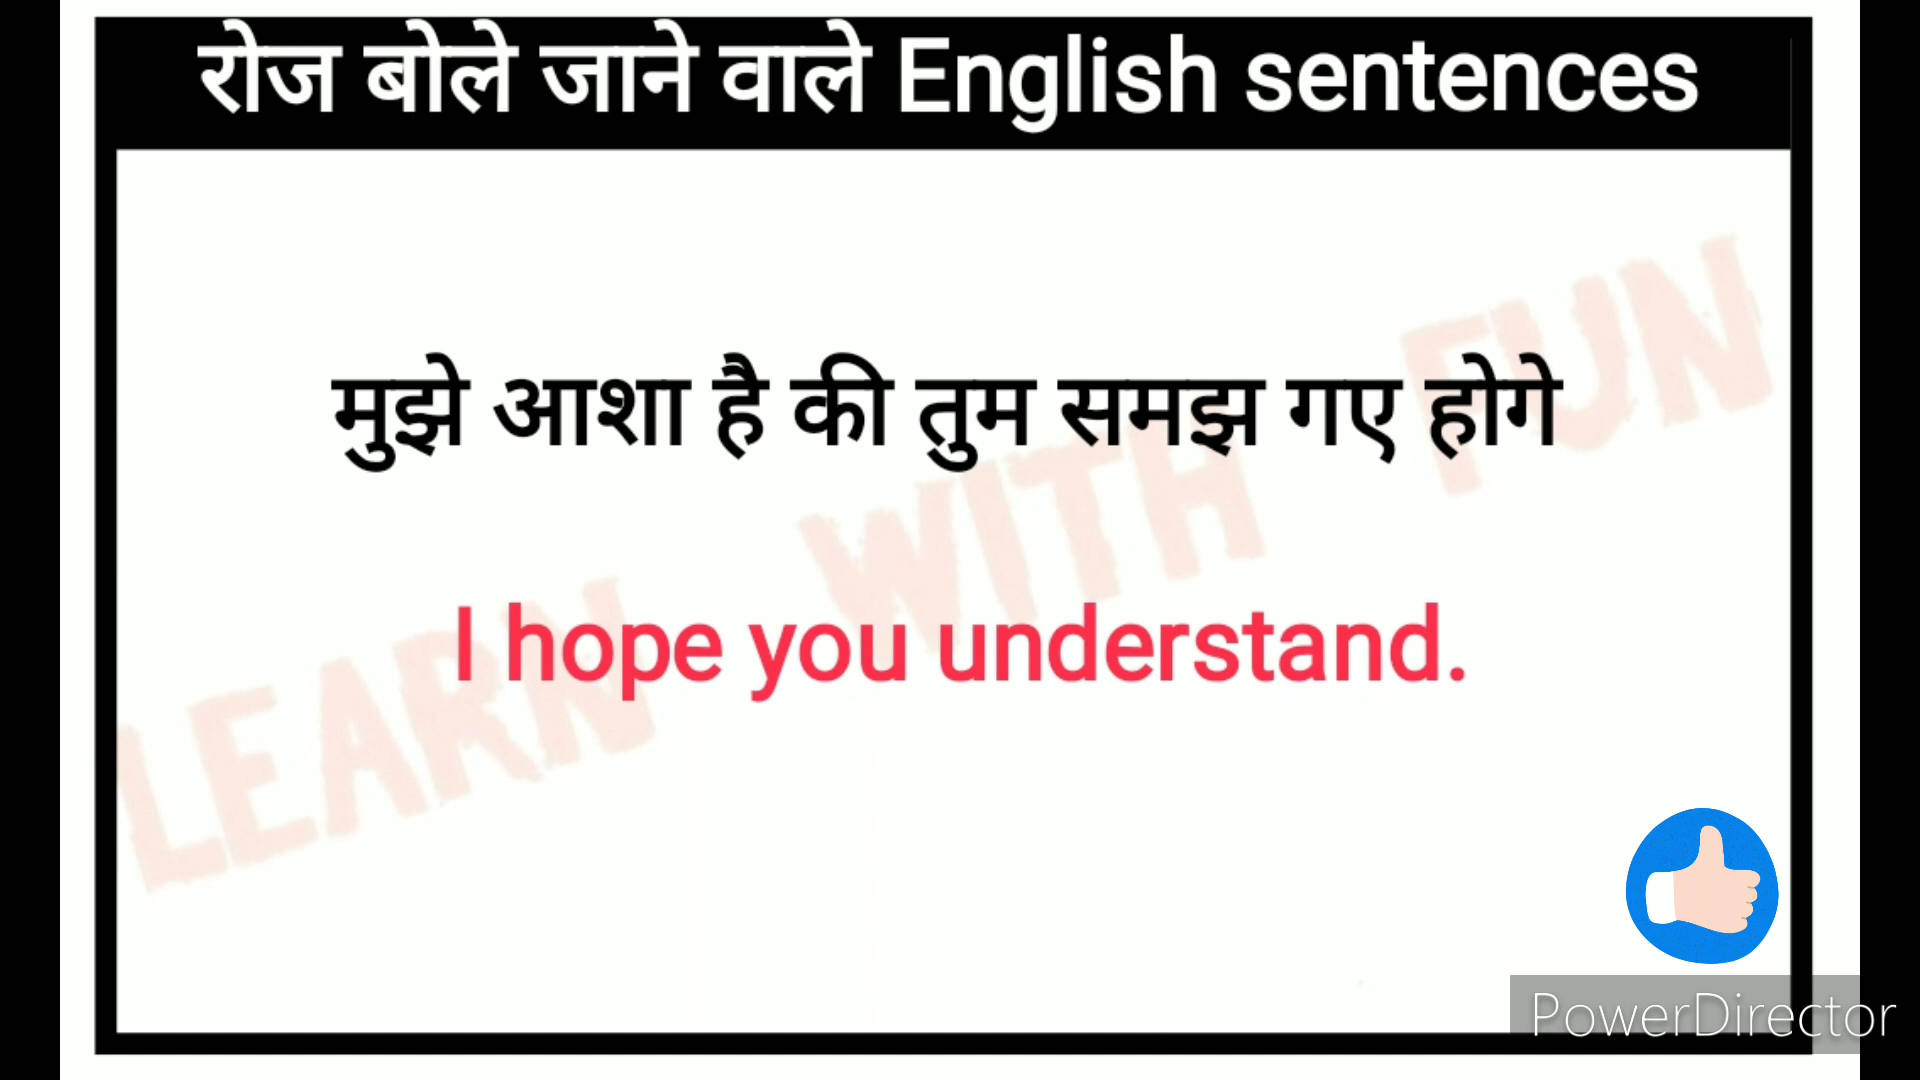 रोज बोले जाने वाले English sentences
मुझे आशा है की तुम समझ गए होगे
I hope you understand.
LEARN WITH FUN
PowerDirector